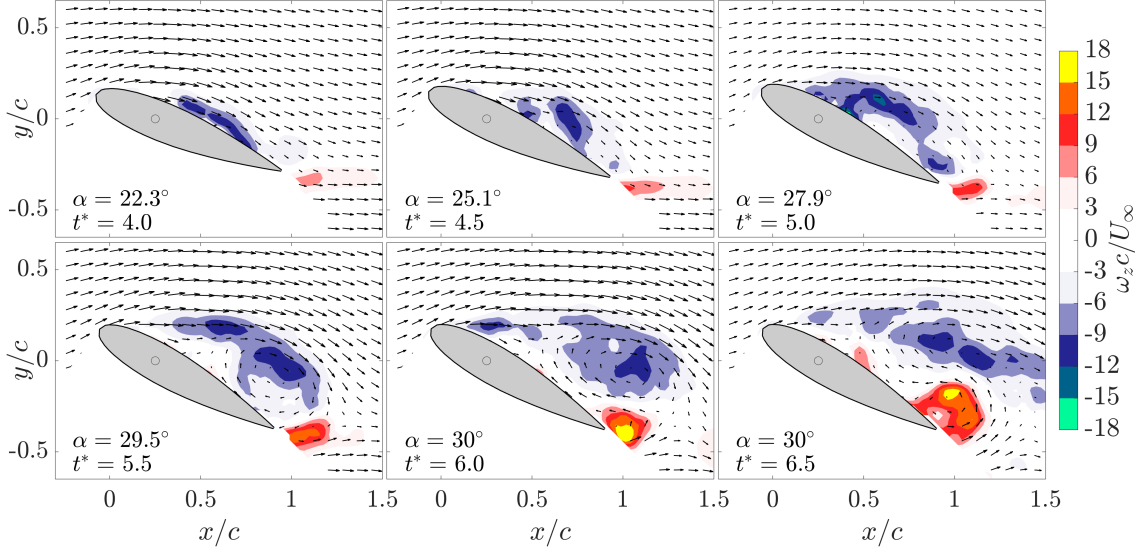 0.5
y/c
0
-0.5
α = 22.3°
t* = 4.0
α = 25.1°
t* = 4.5
α = 27.9°
t* = 5.0
0.5
y/c
0
-0.5
α = 29.5°
t* = 5.5
α = 30°
t* = 6.0
α = 30°
t* = 6.5
0 0.5 1 1.5
0 0.5 1 1.5
0 0.5 1 1.5
x/c
x/c
x/c
18
15
12
9
6
3
0
-3
-6
-9
-12
-15
-18
ω_z c/U_∞